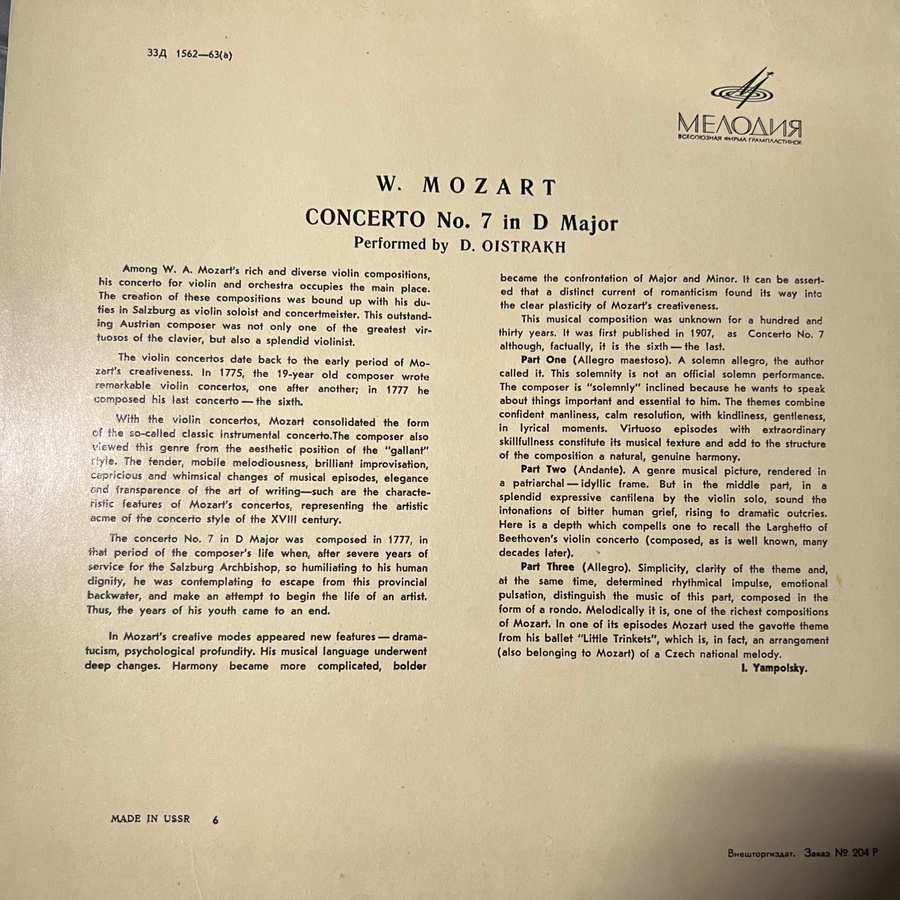 33Д 1562—63(а)
МЕЛОДИЯ
ВСЕСОЮЗНАЯ ФИРМА ГРАМПЛАСТИНОК
W. MOZART
CONCERTO No. 7 in D Major
Performed by D. OISTRAKH
Among W. A. Mozart's rich and diverse violin compositions,
his concerto for violin and orchestra occupies the main place.
The creation of these compositions was bound up with his du-
ties in Salzburg as violin soloist and concertmeister. This outstand-
ing Austrian composer was not only one of the greatest vir-
tuosos of the clavier, but also a splendid violinist.
The violin concertos date back to the early period of Mo-
zart's creativeness. In 1775, the 19-year old composer wrote
remarkable violin concertos, one after another; in 1777 he
composed his last concerto — the sixth.
With the violin concertos, Mozart consolidated the form
of the so-called classic instrumental concerto.The composer also
viewed this genre from the aesthetic position of the "gallant"
style. The tender, mobile melodiousness, brilliant improvisation,
capricious and whimsical changes of musical episodes, elegance
and transparence of the art of writing—such are the characte-
ristic features of Mozart's concertos, representing the artistic
acme of the concerto style of the XVIII century.
The concerto No. 7 in D Major was composed in 1777, in
that period of the composer's life when, after severe years of
service for the Salzburg Archbishop, so humiliating to his human
dignity, he was contemplating to escape from this provincial
backwater, and make an attempt to begin the life of an artist.
Thus, the years of his youth came to an end.
In Mozart's creative modes appeared new features — drama-
tucism, psychological profundity. His musical language underwent
deep changes. Harmony became more complicated, bolder
became the confrontation of Major and Minor. It can be assert-
ed that a distinct current of romanticism found its way into
the clear plasticity of Mozart's creativeness.
This musical composition was unknown for a hundred and
thirty years. It was first published in 1907, as Concerto No. 7
although, factually, it is the sixth — the last.
Part One (Allegro maestoso). A solemn allegro, the author
called it. This solemnity is not an official solemn performance.
The composer is "solemnly" inclined because he wants to speak
about things important and essential to him. The themes combine
confident manliness, calm resolution, with kindliness, gentleness,
in lyrical moments. Virtuoso episodes with extraordinary
skillfullness constitute its musical texture and add to the structure
of the composition a natural, genuine harmony.
Part Two (Andante). A genre musical picture, rendered in
a patriarchal — idyllic frame. But in the middle part, in a
splendid expressive cantilena by the violin solo, sound the
intonations of bitter human grief, rising to dramatic outcries.
Here is a depth which compells one to recall the Larghetto of
Beethoven's violin concerto (composed, as is well known, many
decades later).
Part Three (Allegro). Simplicity, clarity of the theme and,
at the same time, determined rhylhmical impulse, emotional
pulsation, distinguish the music of this part, composed in the
form of a rondo. Melodically it is, one of the richest compositions
of Mozart. In one of its episodes Mozart used the gavotte theme
from his ballet "Little Trinkets", which is, in fact, an arrangement
(also belonging to Mozart) of a Czech national melody.
I. Yampolsky.
MADE IN USSR 6
Внешторгиздат. Заказ № 204 Р